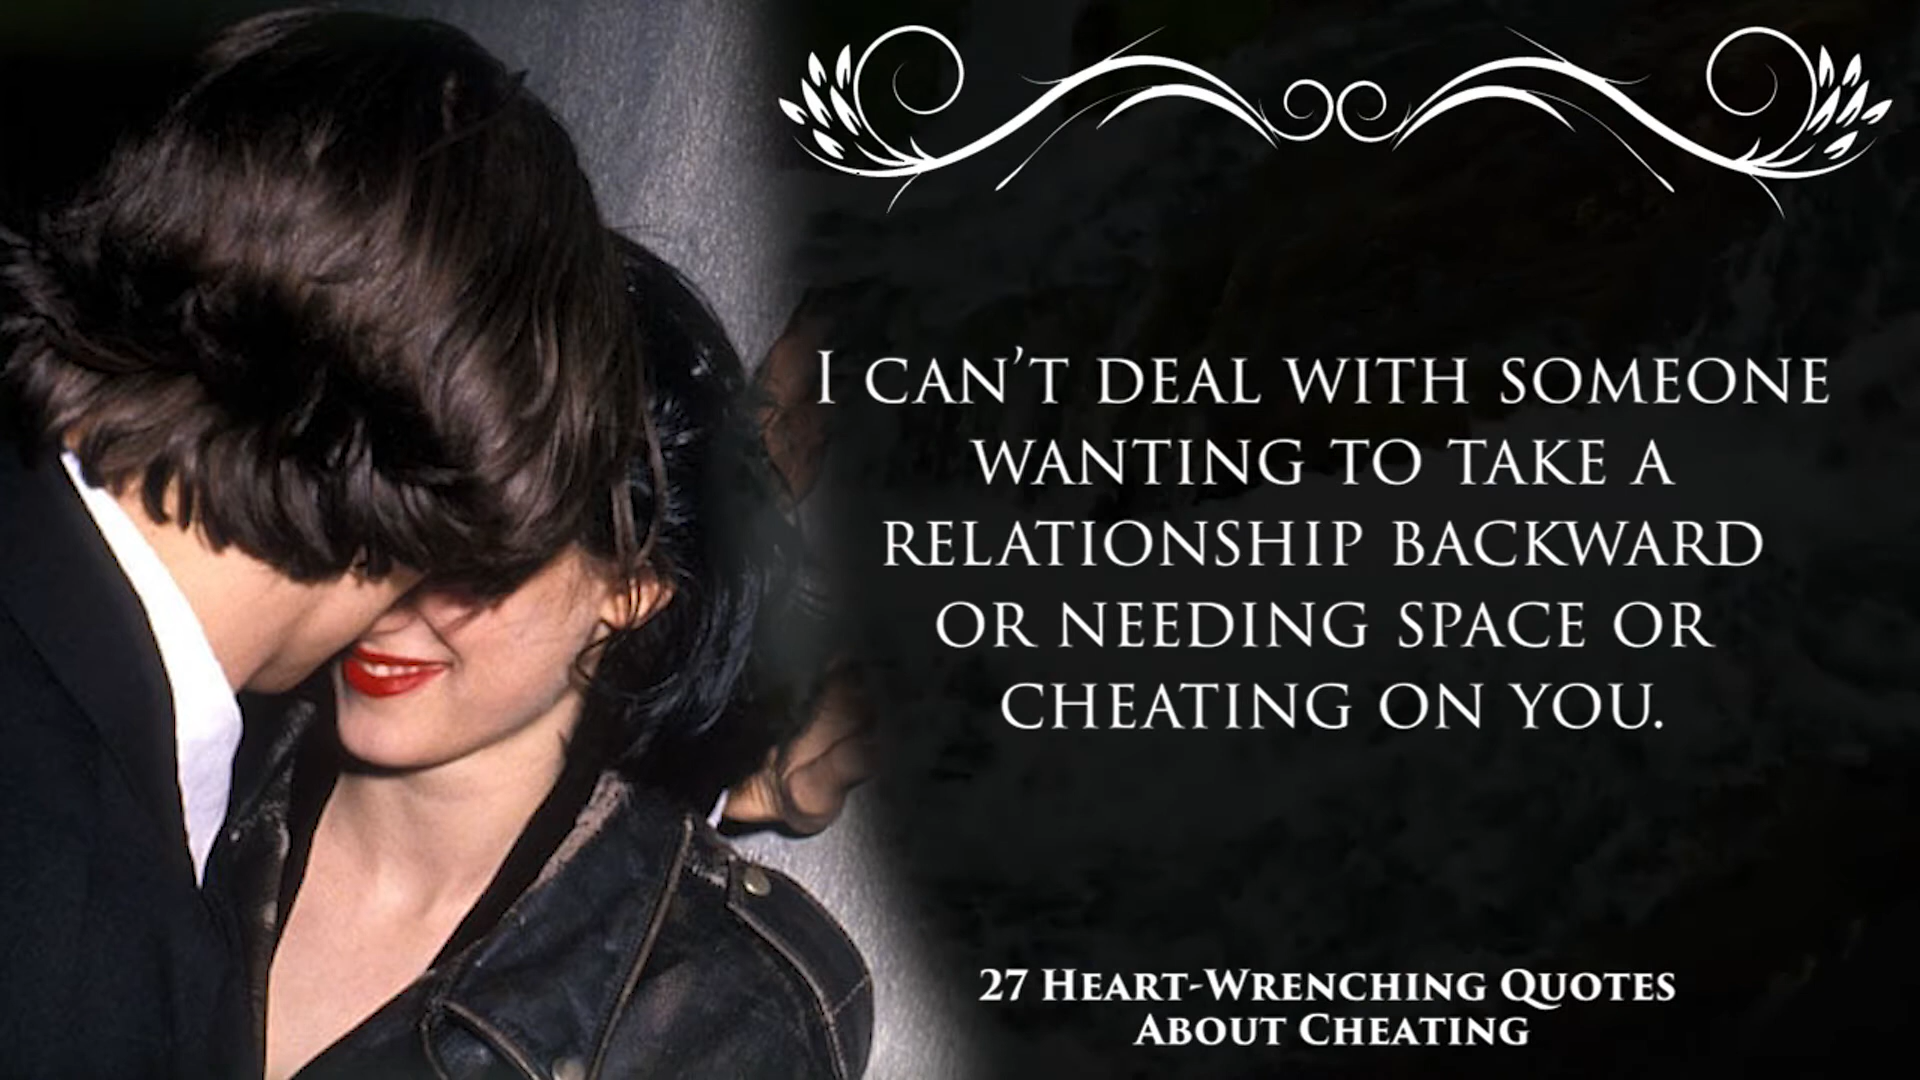 I CAN'T DEAL WITH SOMEONE
WANTING TO TAKE A
RELATIONSHIP BACKWARD
OR NEEDING SPACE OR
CHEATING ON YOU.
27 HEART-WRENCHING QUOTES
ABOUT CHEATING